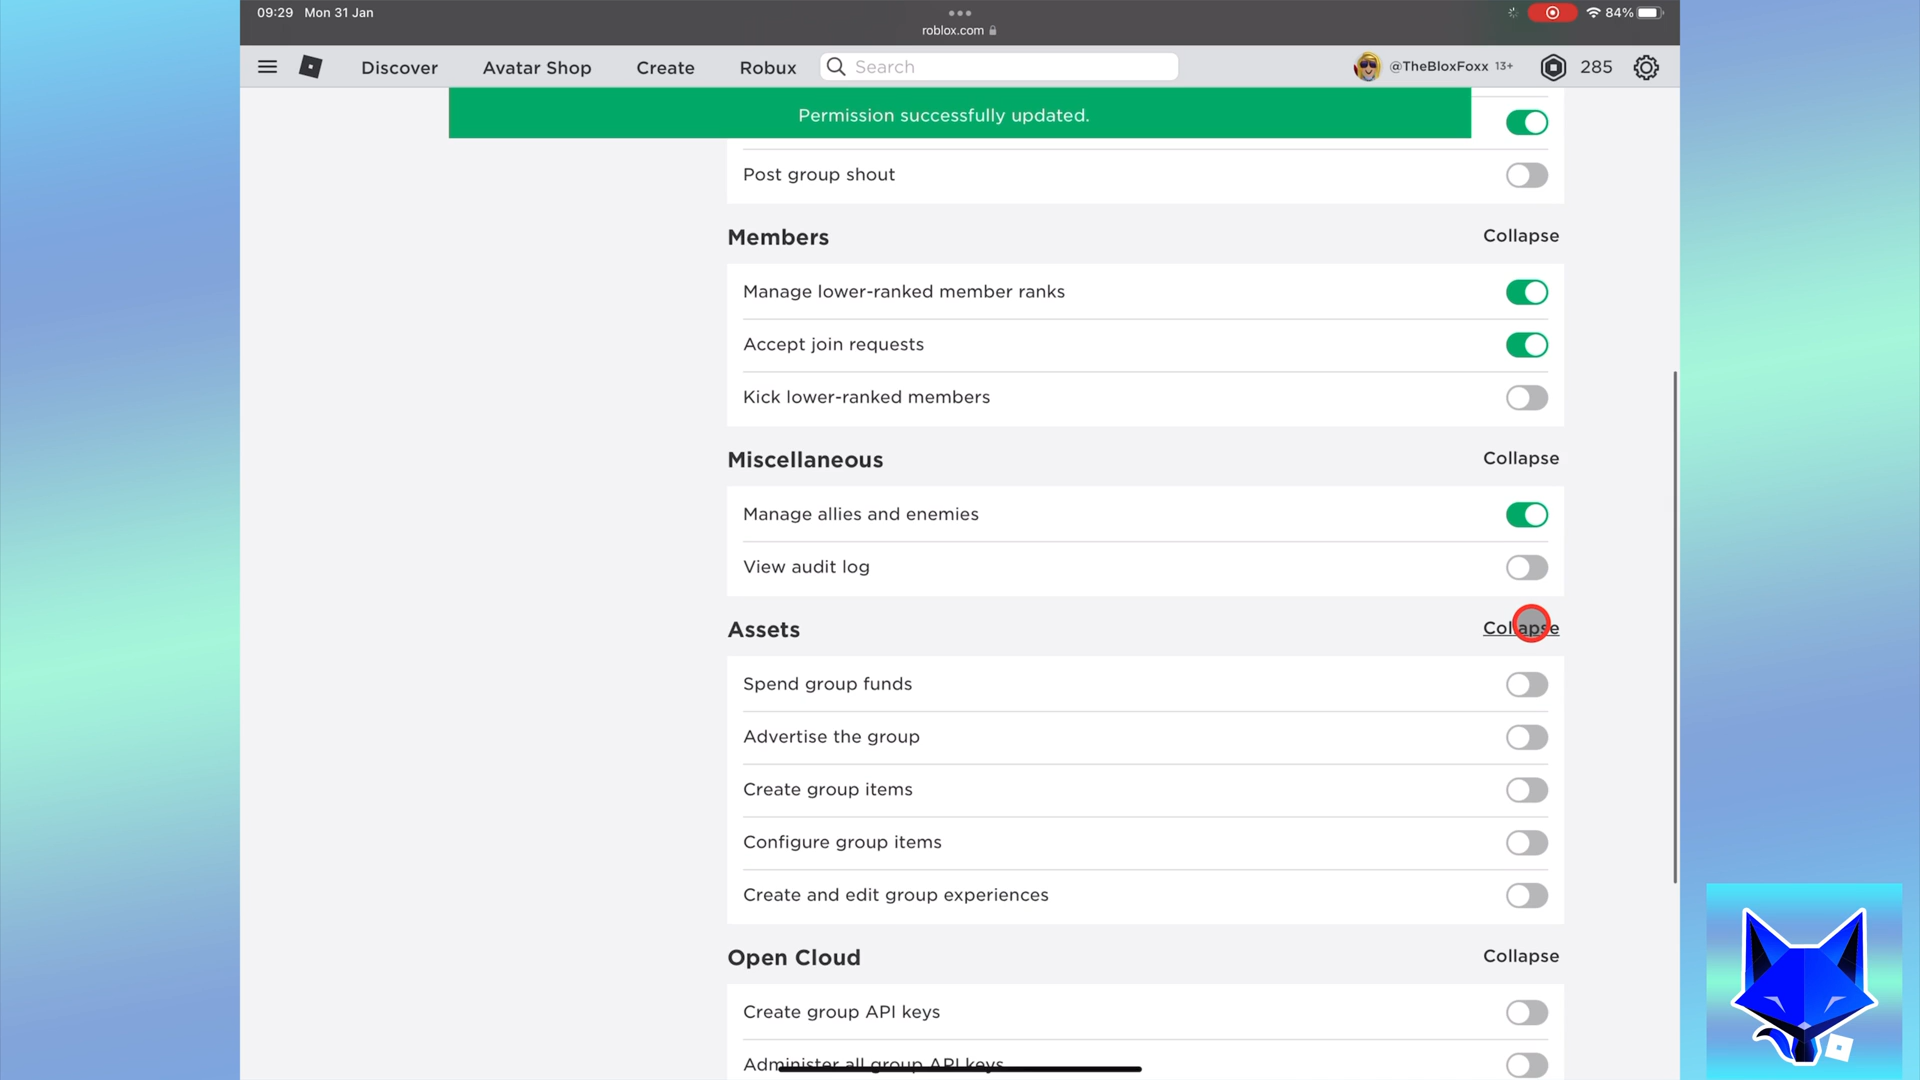 09:29 Mon 31 Jan
84%
roblox.com
Discover Avatar Shop Create Robux Search @TheBloxFoxx 13+ 285
Permission successfully updated.
Post group shout
Members Collapse
Manage lower-ranked member ranks
Accept join requests
Kick lower-ranked members
Miscellaneous Collapse
Manage allies and enemies
View audit log
Assets Collapse
Spend group funds
Advertise the group
Create group items
Configure group items
Create and edit group experiences
Open Cloud Collapse
Create group API keys
Administer all group API keys